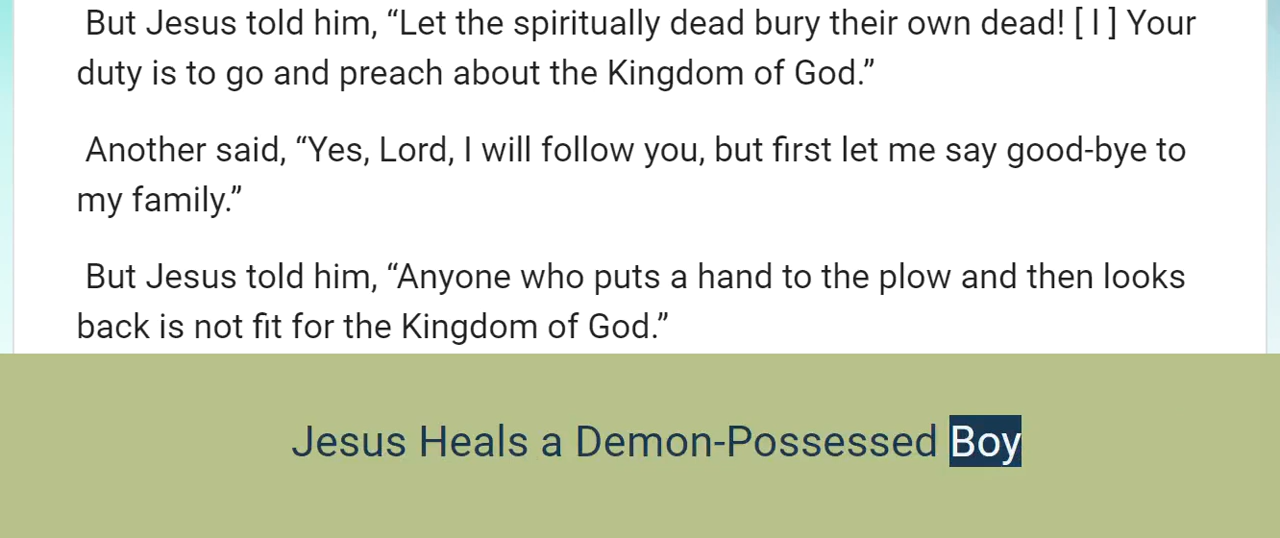 But Jesus told him, “Let the spiritually dead bury their own dead! [ l ] Your
duty is to go and preach about the Kingdom of God.”
Another said, “Yes, Lord, I will follow you, but first let me say good-bye to
my family.”
But Jesus told him, “Anyone who puts a hand to the plow and then looks
back is not fit for the Kingdom of God.”
Jesus Heals a Demon-Possessed Boy